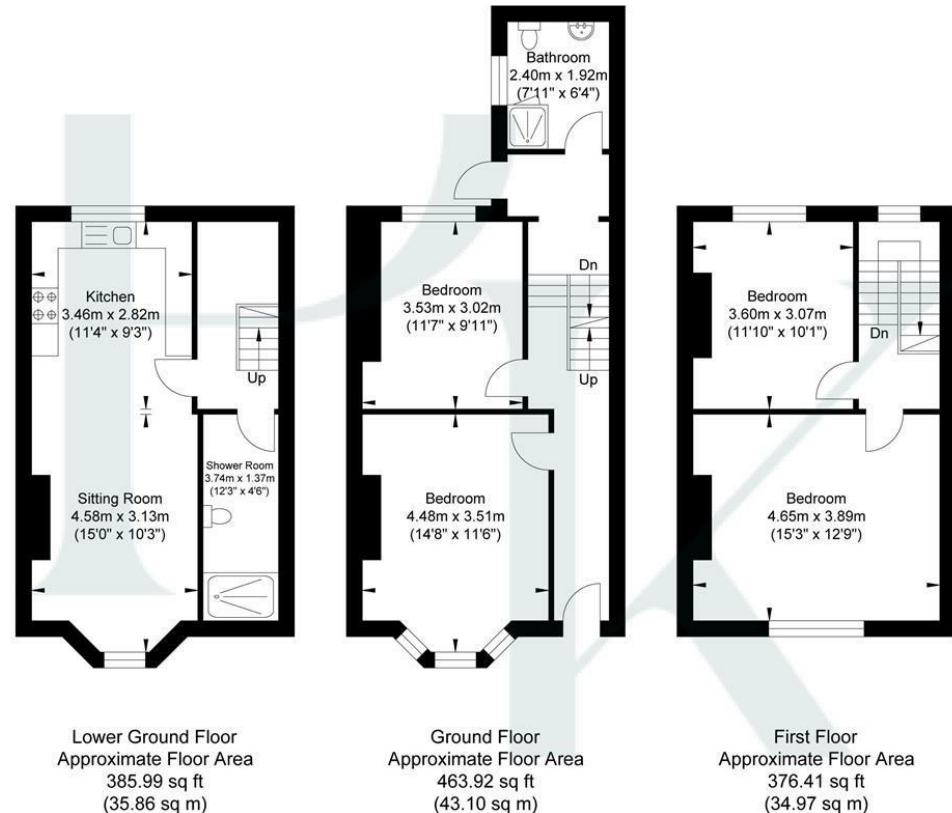 Bathroom
2.40m x 1.92m
(7'11" x 6'4")
Kitchen
3.46m x 2.82m
(11'4" x 9'3")
Up
Shower Room
3.74m x 1.37m
(12'3" x 4'6")
Sitting Room
4.58m x 3.13m
(15'0" x 10'3")
Bedroom
3.53m x 3.02m
(11'7" x 9'11")
Dn
Up
Bedroom
4.48m x 3.51m
(14'8" x 11'6")
Bedroom
3.60m x 3.07m
(11'10" x 10'1")
Dn
Bedroom
4.65m x 3.89m
(15'3" x 12'9")
Lower Ground Floor
Approximate Floor Area
385.99 sq ft
(35.86 sq m)
Ground Floor
Approximate Floor Area
463.92 sq ft
(43.10 sq m)
First Floor
Approximate Floor Area
376.41 sq ft
(34.97 sq m)